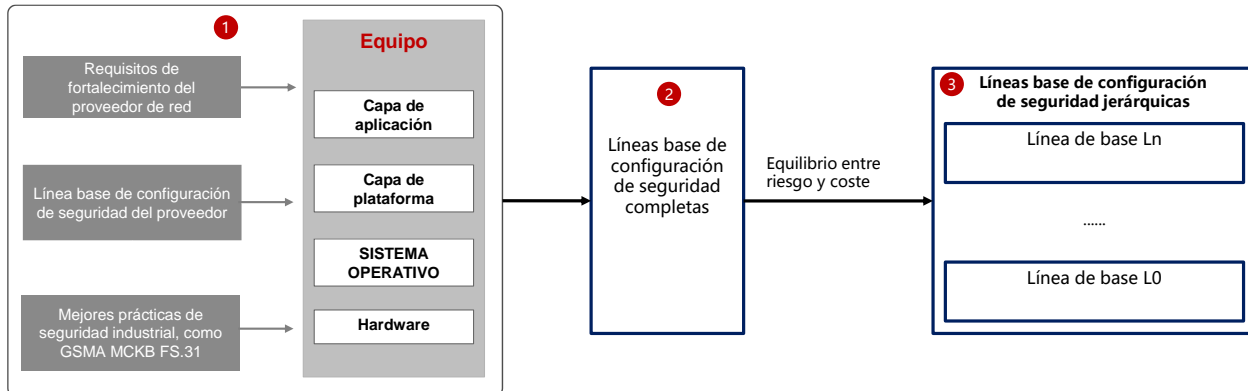 1
Requisitos de
fortalecimiento del
proveedor de red
Línea base de configuración
de seguridad del proveedor
Mejores prácticas de
seguridad industrial, como
GSMA MCKB FS.31
Equipo
Capa de
aplicación
Capa de
plataforma
SISTEMA
OPERATIVO
Hardware
2
Líneas base de
configuración
de seguridad
completas
Equilibrio entre
riesgo y coste
3
Líneas base de configuración
de seguridad jerárquicas
Línea de base Ln
......
Línea de base L0